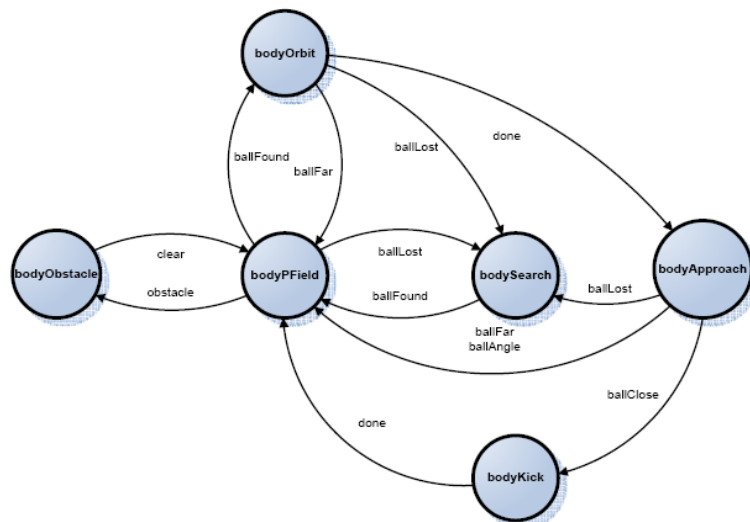 bodyOrbit
done
ballLost
ballFound
ballFar
clear
ballLost
bodyObstacle
bodyPField
bodySearch
bodyApproach
obstacle
ballFound
ballLost
ballFar
ballAngle
ballClose
done
bodyKick